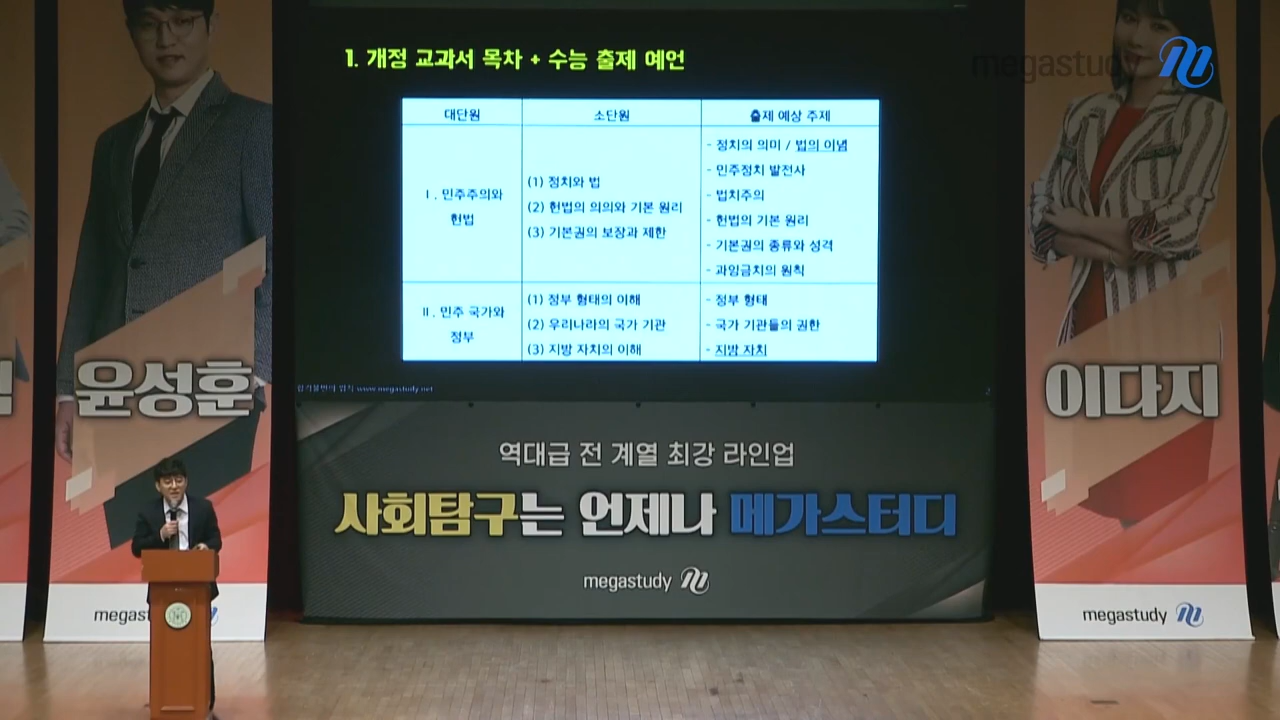 1. 개정 교과서 목차 + 수능 출제 예언
megastudy
대단원
소단원
출제 예상 주제
Ⅰ. 민주주의와
헌법
(1) 정치와 법
(2) 헌법의 의의와 기본 원리
(3) 기본권의 보장과 제한
- 정치의 의미 / 법의 이념
- 민주정치 발전사
- 법치주의
- 헌법의 기본 원리
- 기본권의 종류와 성격
- 과잉금지의 원칙
Ⅱ. 민주 국가와
정부
(1) 정부 형태의 이해
(2) 우리나라의 국가 기관
(3) 지방 자치의 이해
- 정부 형태
- 국가 기관들의 권한
- 지방 자치
www.megastudy.net
2
윤성훈
이다지
역대급 전 계열 최강 라인업
사회탐구는 언제나 메가스터디
megastudy
megast
megastudy